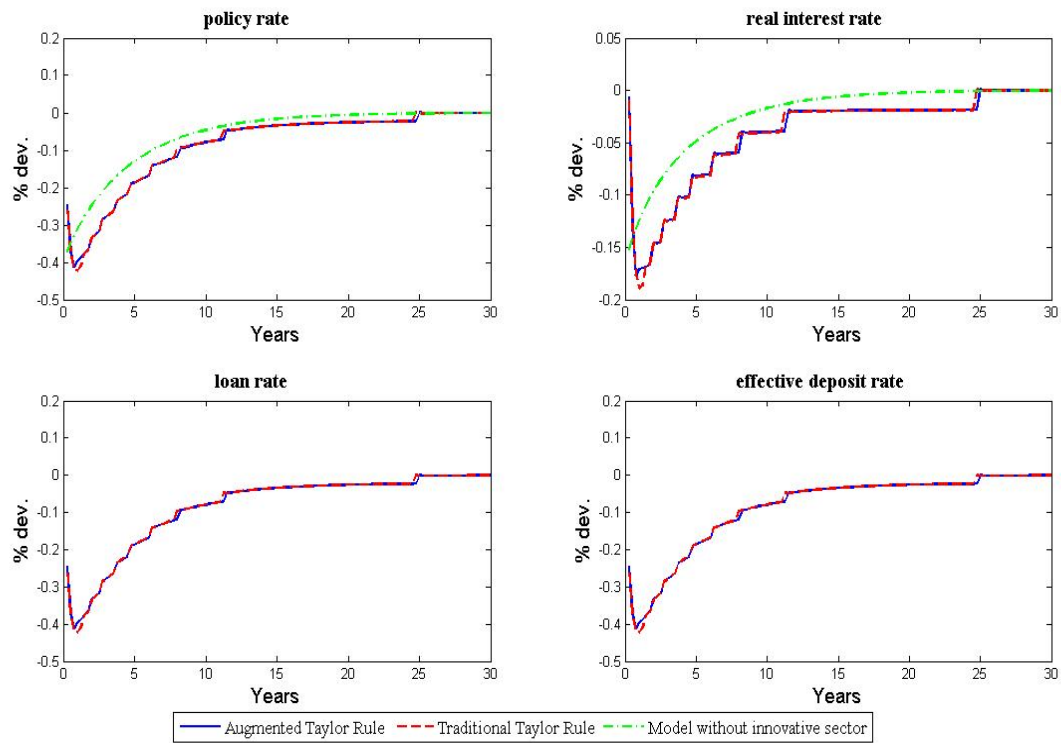 policy rate
0.2
0.1
0
-0.1
-0.2
-0.3
-0.4
-0.5
% dev.
0 5 10 15 20 25 30
Years
real interest rate
0.05
0
-0.05
-0.1
-0.15
-0.2
% dev.
0 5 10 15 20 25 30
Years
loan rate
0.2
0.1
0
-0.1
-0.2
-0.3
-0.4
-0.5
% dev.
0 5 10 15 20 25 30
Years
effective deposit rate
0.2
0.1
0
-0.1
-0.2
-0.3
-0.4
-0.5
% dev.
0 5 10 15 20 25 30
Years
Augmented Taylor Rule Traditional Taylor Rule Model without innovative sector